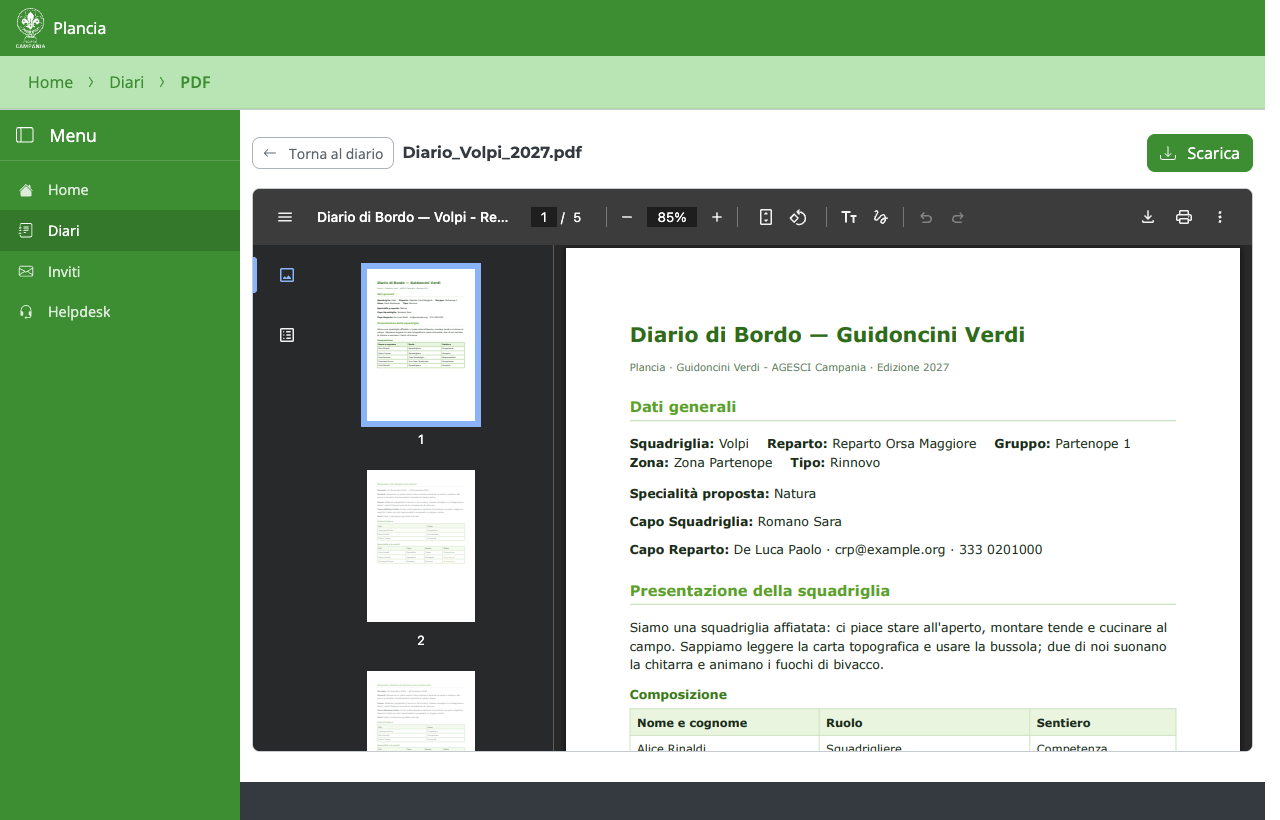 CAMPANIA
Plancia
Home > Diari > PDF
Menu
Home
Diari
Inviti
Helpdesk
Torna al diario
Diario_Volpi_2027.pdf
Scarica
Diario di Bordo — Volpi - Re...
1 / 5
85%
1
2
Diario di Bordo — Guidoncini Verdi
Plancia · Guidoncini Verdi - AGESCI Campania · Edizione 2027
Dati generali
Squadriglia: Volpi Reparto: Reparto Orsa Maggiore Gruppo: Partenope 1
Zona: Zona Partenope Tipo: Rinnovo
Specialità proposta: Natura
Capo Squadriglia: Romano Sara
Capo Reparto: De Luca Paolo · crp@example.org · 333 0201000
Presentazione della squadriglia
Siamo una squadriglia affiatata: ci piace stare all'aperto, montare tende e cucinare al
campo. Sappiamo leggere la carta topografica e usare la bussola; due di noi suonano
la chitarra e animano i fuochi di bivacco.
Composizione
Nome e cognome Ruolo Sentiero
Alice Rinaldi Squadrigliere Competenza